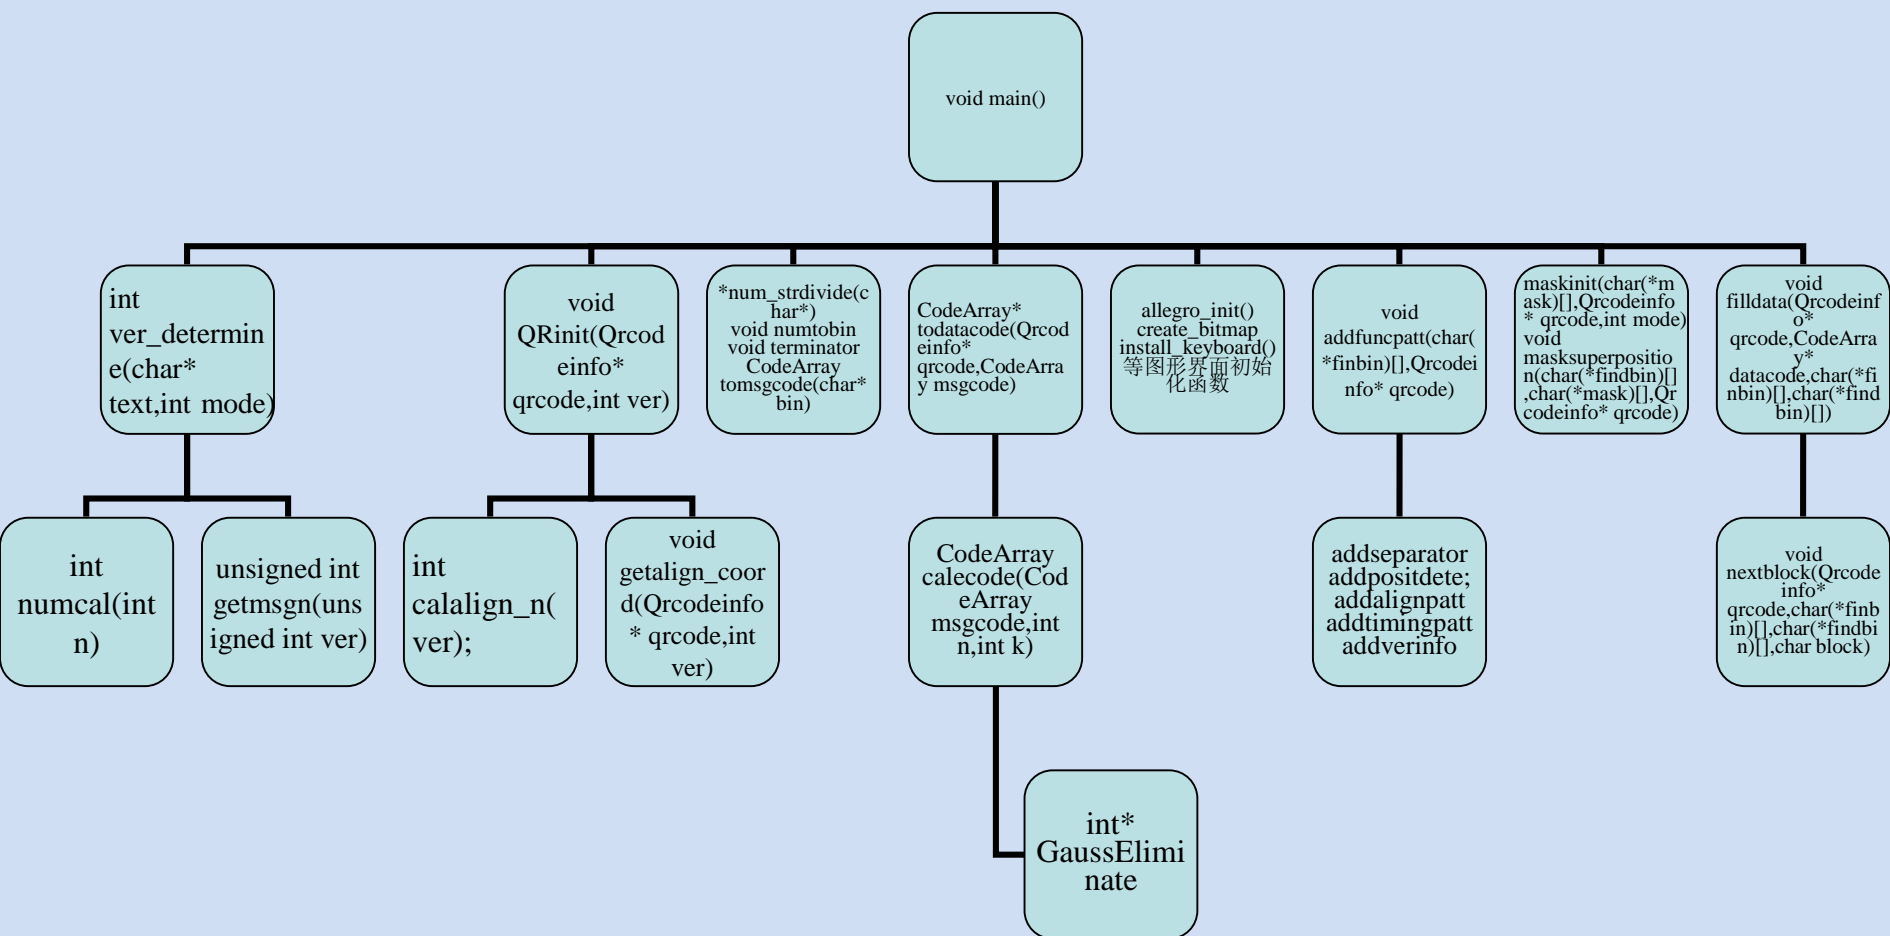 void main()
int
ver_determin
e(char*
text,int mode)
void
QRinit(Qrcod
einfo*
qrcode,int ver)
*num_strdivide(c
har*)
void numtobin
void terminator
CodeArray
tomsgcode(char*
bin)
CodeArray*
todatacode(Qrcod
einfo*
qrcode,CodeArra
y msgcode)
allegro_init()
create_bitmap
install_keyboard()
等图形界面初始
化函数
void
addfuncpatt(char(
*finbin)[],Qrcodei
nfo* qrcode)
maskinit(char(*m
ask)[],Qrcodeinfo
* qrcode,int mode)
void
masksuperpositio
n(char(*findbin)[]
,char(*mask)[],Qr
codeinfo* qrcode)
void
filldata(Qrcodeinf
o*
qrcode,CodeArra
y*
datacode,char(*fi
nbin)[],char(*find
bin)[])
int
numcal(int
n)
unsigned int
getmsgn(uns
igned int ver)
int
calalign_n(
ver);
void
getalign_coor
d(Qrcodeinfo
* qrcode,int
ver)
CodeArray
calecode(Cod
eArray
msgcode,int
n,int k)
addseparator
addpositdete;
addalignpatt
addtimingpatt
addverinfo
void
nextblock(Qrcode
info*
qrcode,char(*finb
in)[],char(*findbi
n)[],char block)
int*
GaussElimi
nate